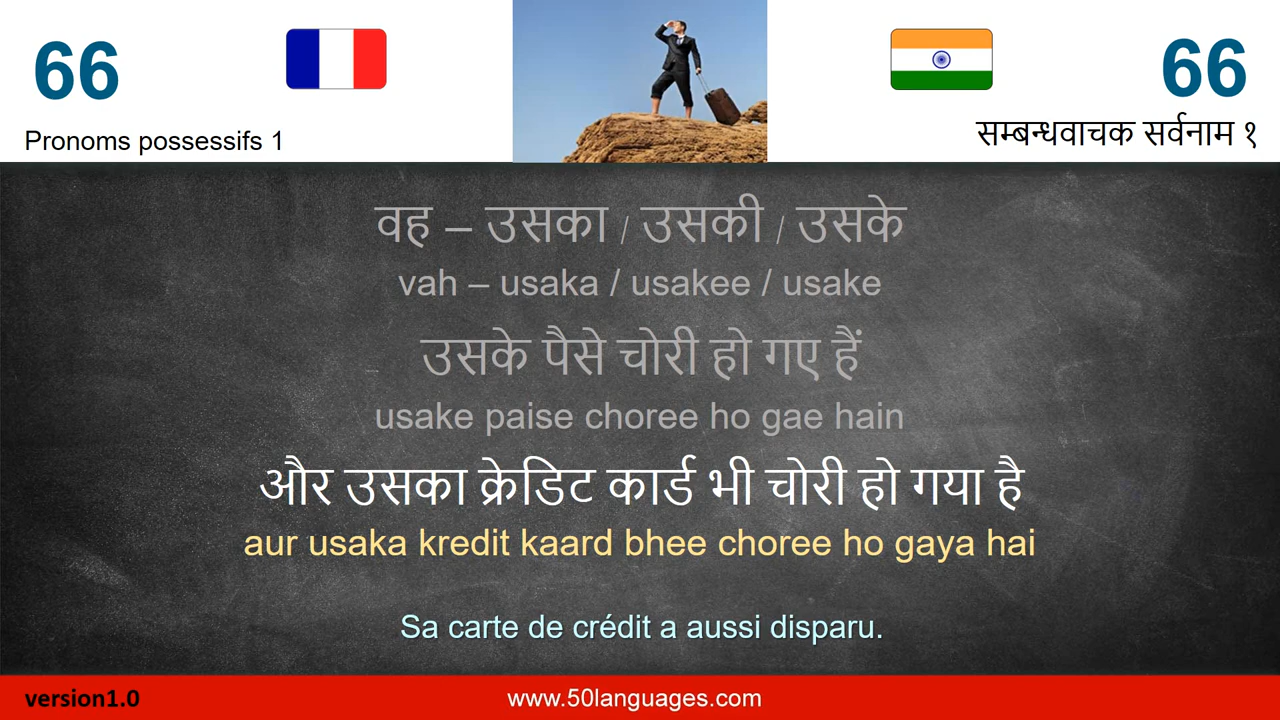 66
66
Pronoms possessifs 1
सम्बन्धवाचक सर्वनाम १
वह – उसका / उसकी / उसके
vah – usaka / usakee / usake
उसके पैसे चोरी हो गए हैं
usake paise choree ho gae hain
और उसका क्रेडिट कार्ड भी चोरी हो गया है
aur usaka kredit kaard bhee choree ho gaya hai
Sa carte de crédit a aussi disparu.
version1.0
www.50languages.com